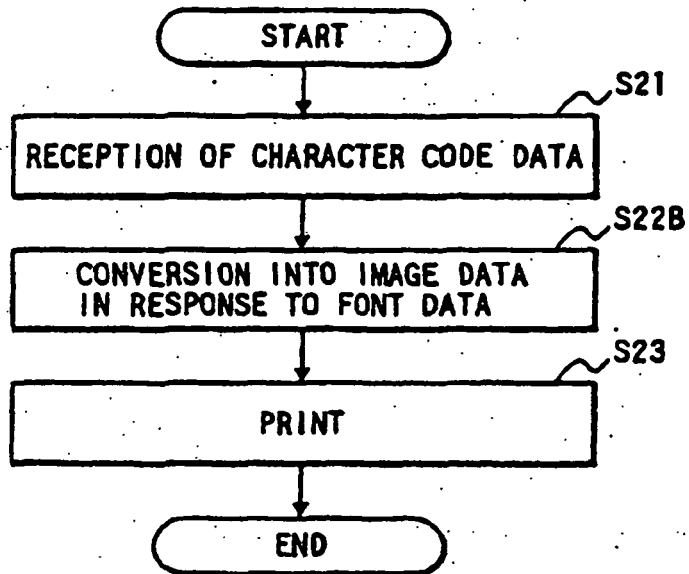 START
S21
RECEPTION OF CHARACTER CODE DATA
S22B
CONVERSION INTO IMAGE DATA
IN RESPONSE TO FONT DATA
S23
PRINT
END